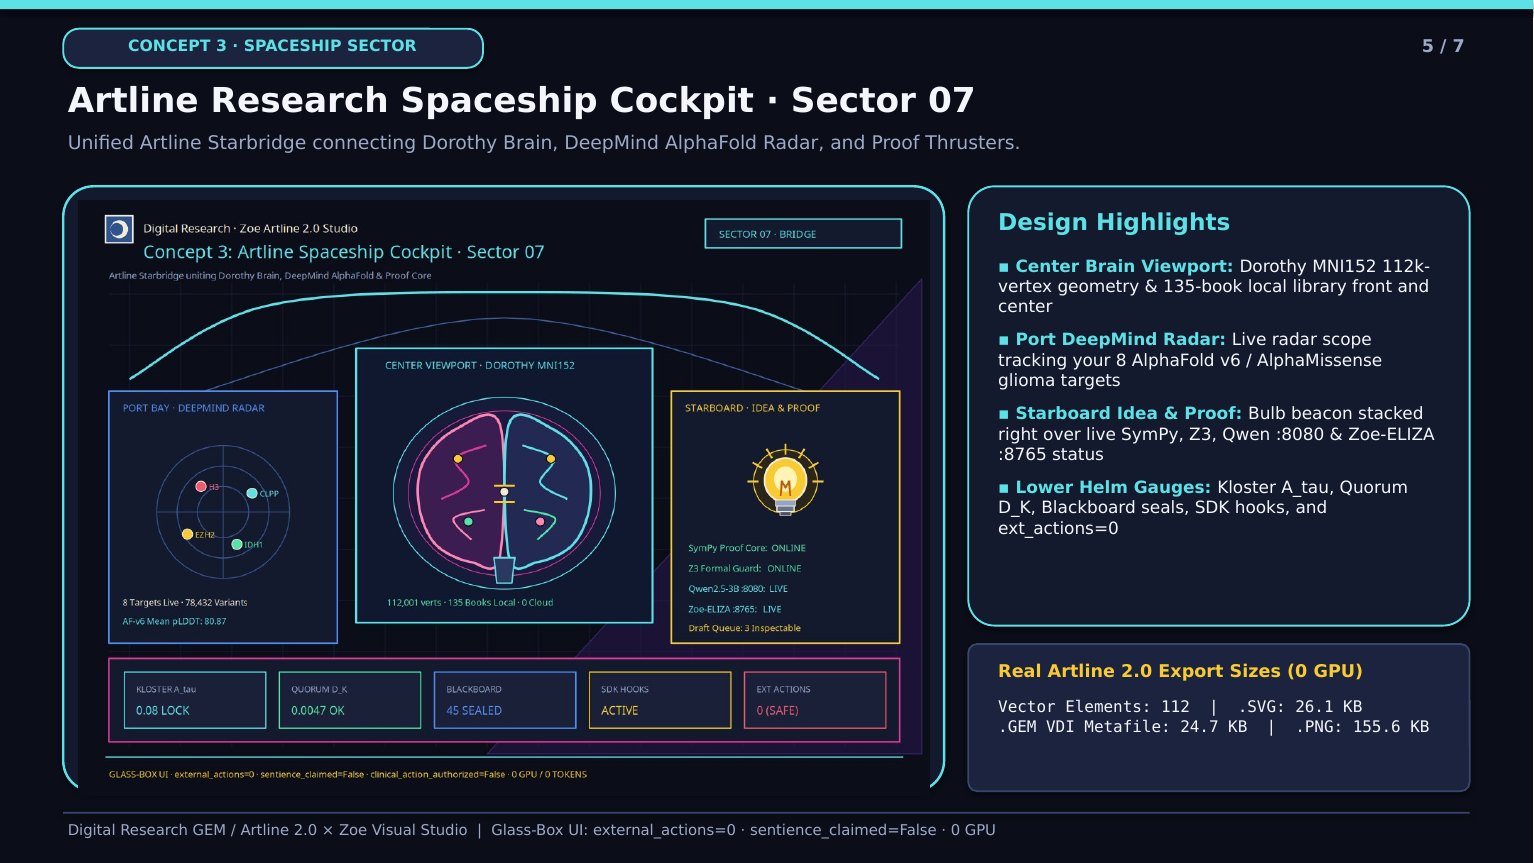 CONCEPT 3 · SPACESHIP SECTOR
5 / 7
Artline Research Spaceship Cockpit · Sector 07
Unified Artline Starbridge connecting Dorothy Brain, DeepMind AlphaFold Radar, and Proof Thrusters.
Digital Research · Zoe Artline 2.0 Studio
Concept 3: Artline Spaceship Cockpit · Sector 07
SECTOR 07 · BRIDGE
Artline Starbridge uniting Dorothy Brain, DeepMind AlphaFold & Proof Core
PORT BAY · DEEPMIND RADAR
H3
CLPP
EZH2
IDH1
8 Targets Live · 78,432 Variants
AF-v6 Mean pLDDT: 80.87
CENTER VIEWPORT · DOROTHY MNI152
112,001 verts · 135 Books Local · 0 Cloud
STARBOARD · IDEA & PROOF
SymPy Proof Core: ONLINE
Z3 Formal Guard: ONLINE
Qwen2.5-3B :8080: LIVE
Zoe-ELIZA :8765: LIVE
Draft Queue: 3 Inspectable
KLOSTER A_tau
0.08 LOCK
QUORUM D_K
0.0047 OK
BLACKBOARD
45 SEALED
SDK HOOKS
ACTIVE
EXT ACTIONS
0 (SAFE)
GLASS-BOX UI · external_actions=0 · sentience_claimed=False · clinical_action_authorized=False · 0 GPU / 0 TOKENS
Design Highlights
▪ Center Brain Viewport: Dorothy MNI152 112k-
vertex geometry & 135-book local library front and
center
▪ Port DeepMind Radar: Live radar scope
tracking your 8 AlphaFold v6 / AlphaMissense
glioma targets
▪ Starboard Idea & Proof: Bulb beacon stacked
right over live SymPy, Z3, Qwen :8080 & Zoe-ELIZA
:8765 status
▪ Lower Helm Gauges: Kloster A_tau, Quorum
D_K, Blackboard seals, SDK hooks, and
ext_actions=0
Real Artline 2.0 Export Sizes (0 GPU)
Vector Elements: 112 | .SVG: 26.1 KB
.GEM VDI Metafile: 24.7 KB | .PNG: 155.6 KB
Digital Research GEM / Artline 2.0 × Zoe Visual Studio | Glass-Box UI: external_actions=0 · sentience_claimed=False · 0 GPU